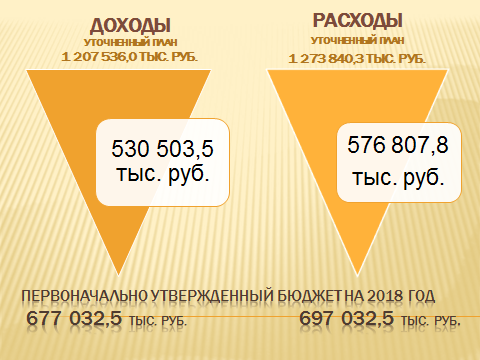 ДОХОДЫ
УТОЧНЕННЫЙ ПЛАН
1 207 536,0 ТЫС. РУБ.
РАСХОДЫ
УТОЧНЕННЫЙ ПЛАН
1 273 840,3 ТЫС. РУБ.
530 503,5
тыс. руб.
576 807,8
тыс. руб.
ПЕРВОНАЧАЛЬНО УТВЕРЖДЕННЫЙ БЮДЖЕТ НА 2018 ГОД
677 032,5 ТЫС. РУБ.
697 032,5 ТЫС. РУБ.